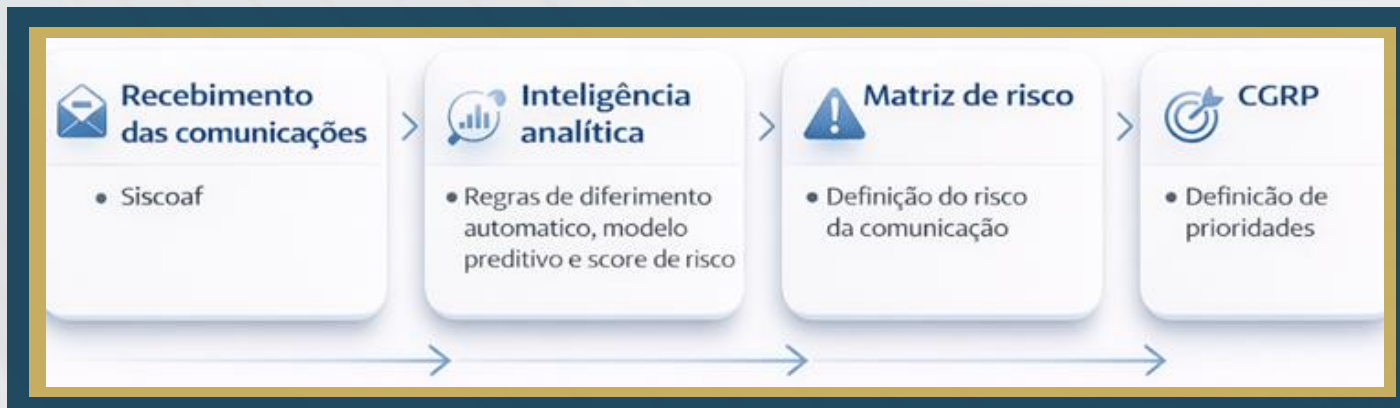 Recebimento
das comunicações
• Siscoaf
Inteligência
analítica
• Regras de diferimento
automatico, modelo
preditivo e score de risco
Matriz de risco
• Definição do risco
da comunicação
CGRP
• Definicão de
prioridades